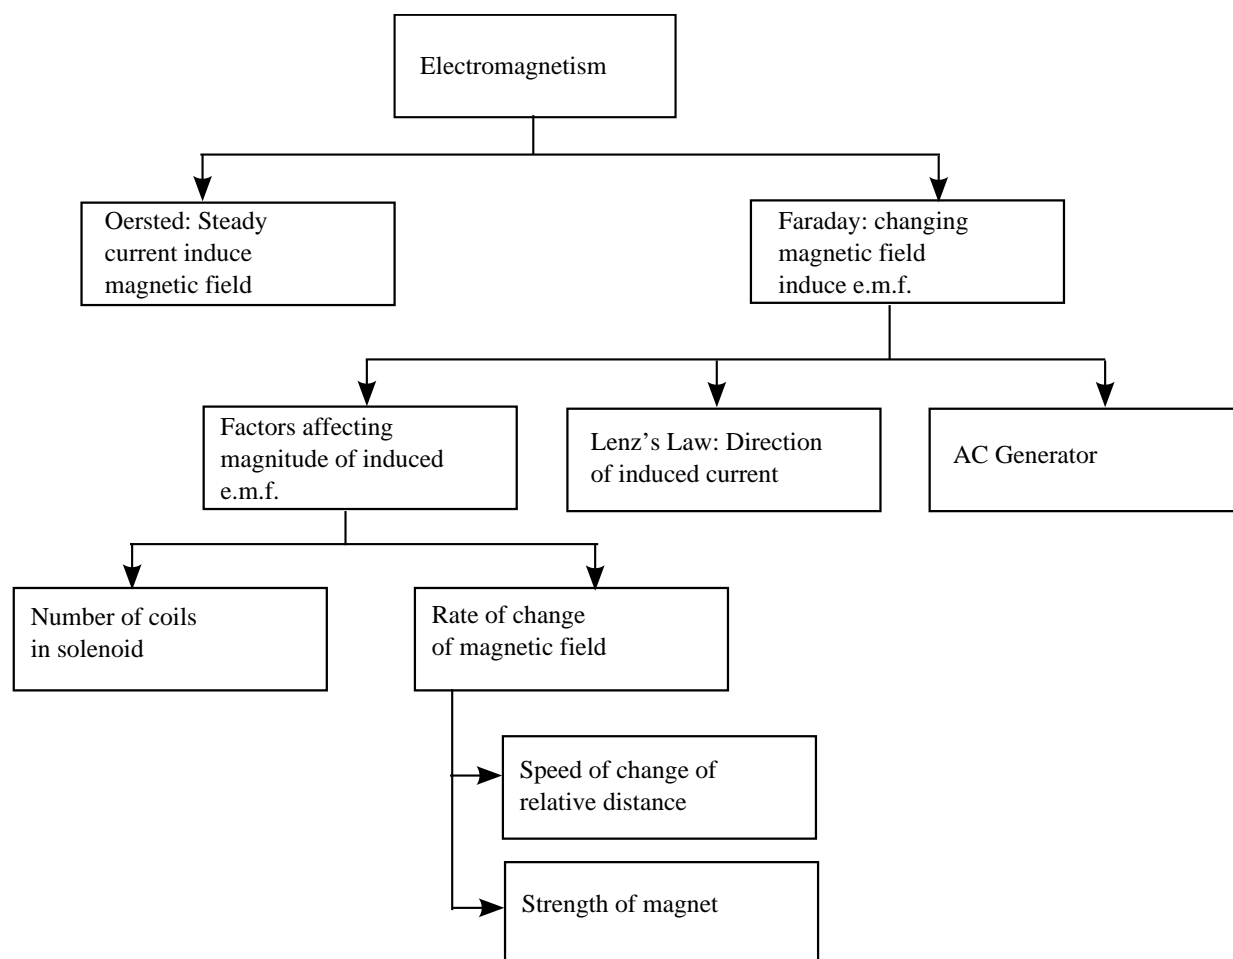 Electromagnetism
Oersted: Steady
current induce
magnetic field
Faraday: changing
magnetic field
induce e.m.f.
Factors affecting
magnitude of induced
e.m.f.
Lenz’s Law: Direction
of induced current
AC Generator
Number of coils
in solenoid
Rate of change
of magnetic field
Speed of change of
relative distance
Strength of magnet